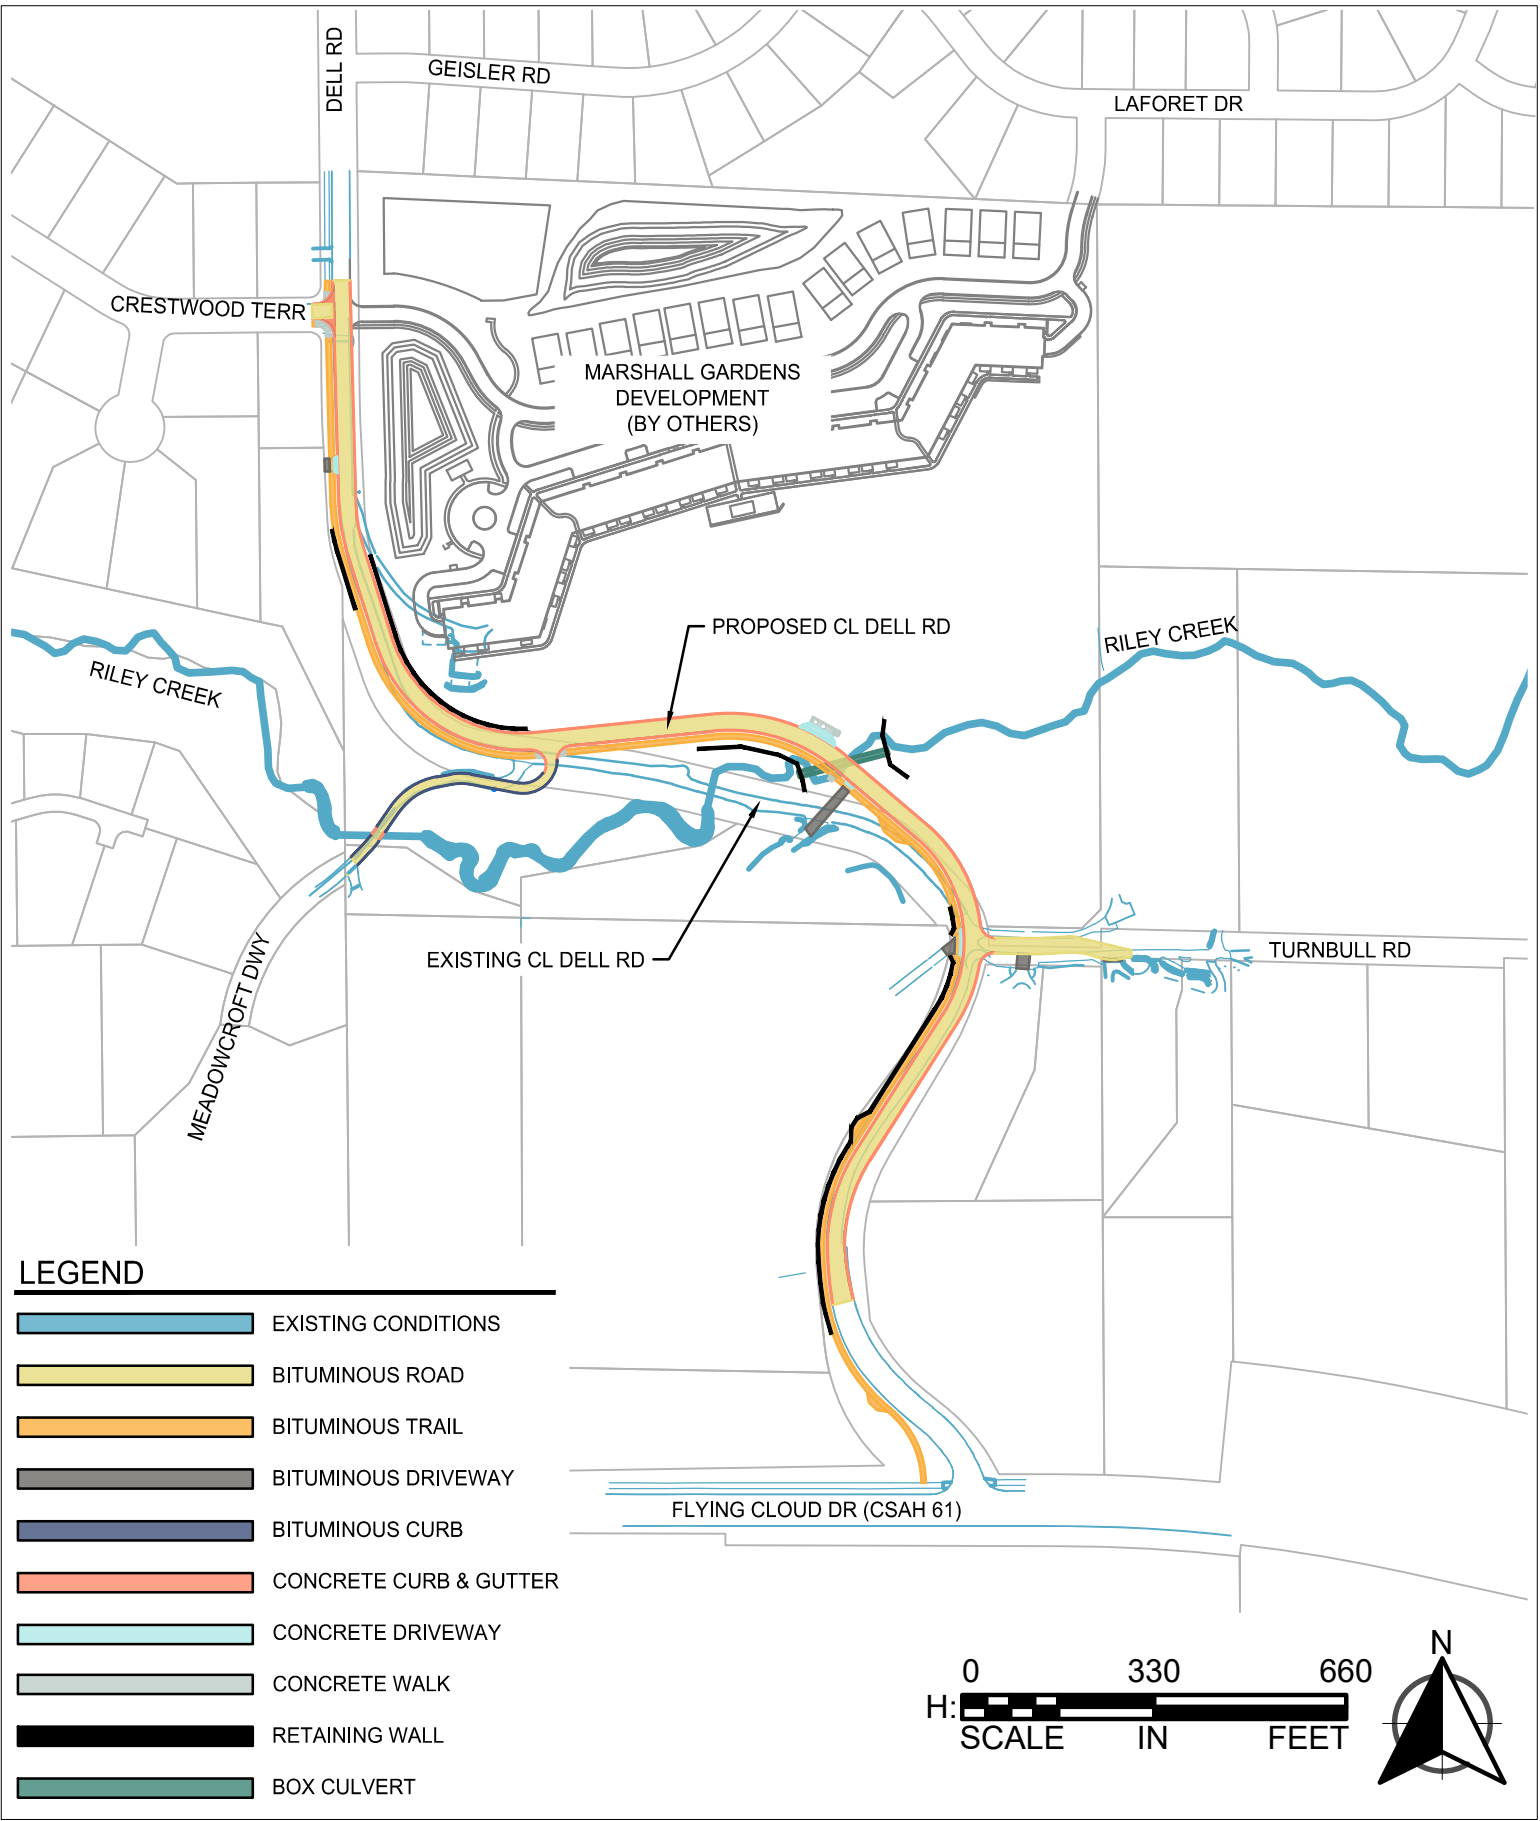 DELL RD
GEISLER RD
LAFORET DR
CRESTWOOD TERR
MARSHALL GARDENS
DEVELOPMENT
(BY OTHERS)
PROPOSED CL DELL RD
RILEY CREEK
RILEY CREEK
EXISTING CL DELL RD
TURNBULL RD
MEADOWCROFT DWY
FLYING CLOUD DR (CSAH 61)
LEGEND
EXISTING CONDITIONS
BITUMINOUS ROAD
BITUMINOUS TRAIL
BITUMINOUS DRIVEWAY
BITUMINOUS CURB
CONCRETE CURB & GUTTER
CONCRETE DRIVEWAY
CONCRETE WALK
RETAINING WALL
BOX CULVERT
0 330 660
H:
SCALE IN FEET
N